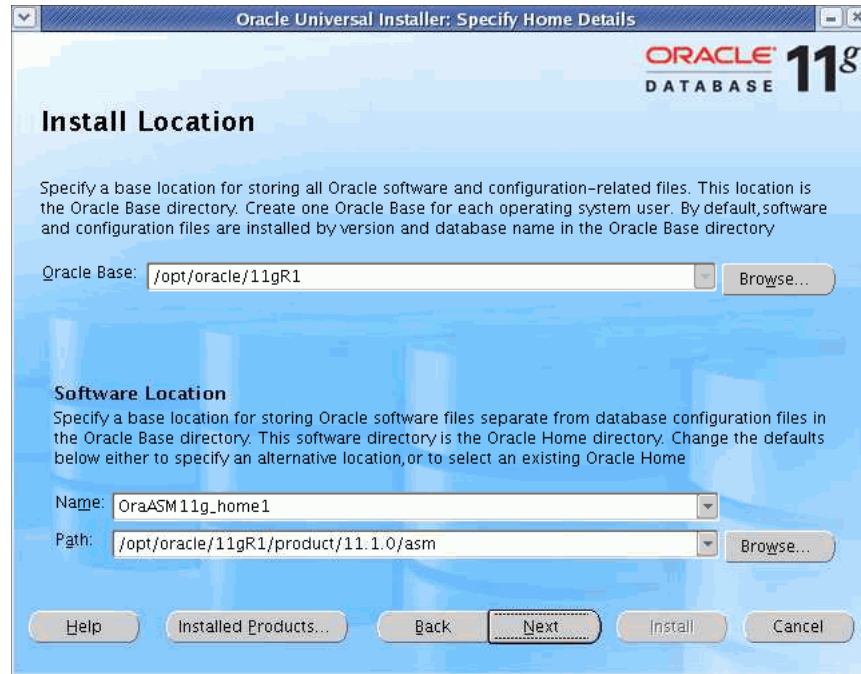 Oracle Universal Installer: Specify Home Details
ORACLE
DATABASE 11g
Install Location
Specify a base location for storing all Oracle software and configuration-related files. This location is
the Oracle Base directory. Create one Oracle Base for each operating system user. By default,software
and configuration files are installed by version and database name in the Oracle Base directory
Oracle Base: /opt/oracle/11gR1 Browse...
Software Location
Specify a base location for storing Oracle software files separate from database configuration files in
the Oracle Base directory. This software directory is the Oracle Home directory. Change the defaults
below either to specify an alternative location,or to select an existing Oracle Home
Name: OraASM11g_home1
Path: /opt/oracle/11gR1/product/11.1.0/asm Browse...
Help Installed Products... Back Next Install Cancel